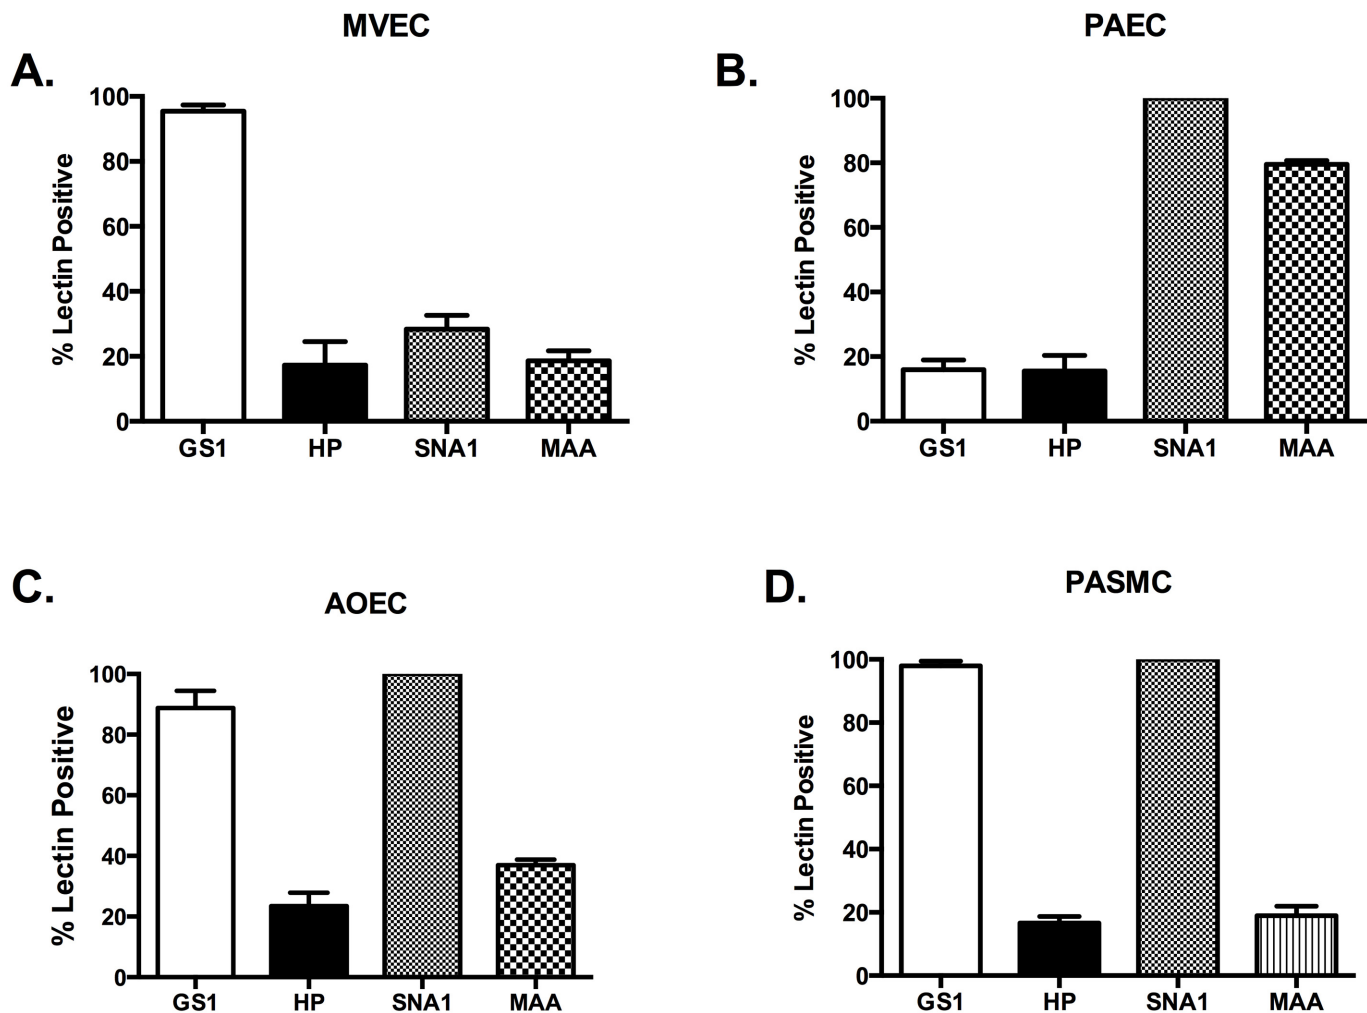 MVEC
A.
% Lectin Positive
100
80
60
40
20
0
GS1 HP SNA1 MAA
PAEC
B.
% Lectin Positive
100
80
60
40
20
0
GS1 HP SNA1 MAA
C.
AOEC
% Lectin Positive
100
80
60
40
20
0
GS1 HP SNA1 MAA
D.
PASMC
% Lectin Positive
100
80
60
40
20
0
GS1 HP SNA1 MAA